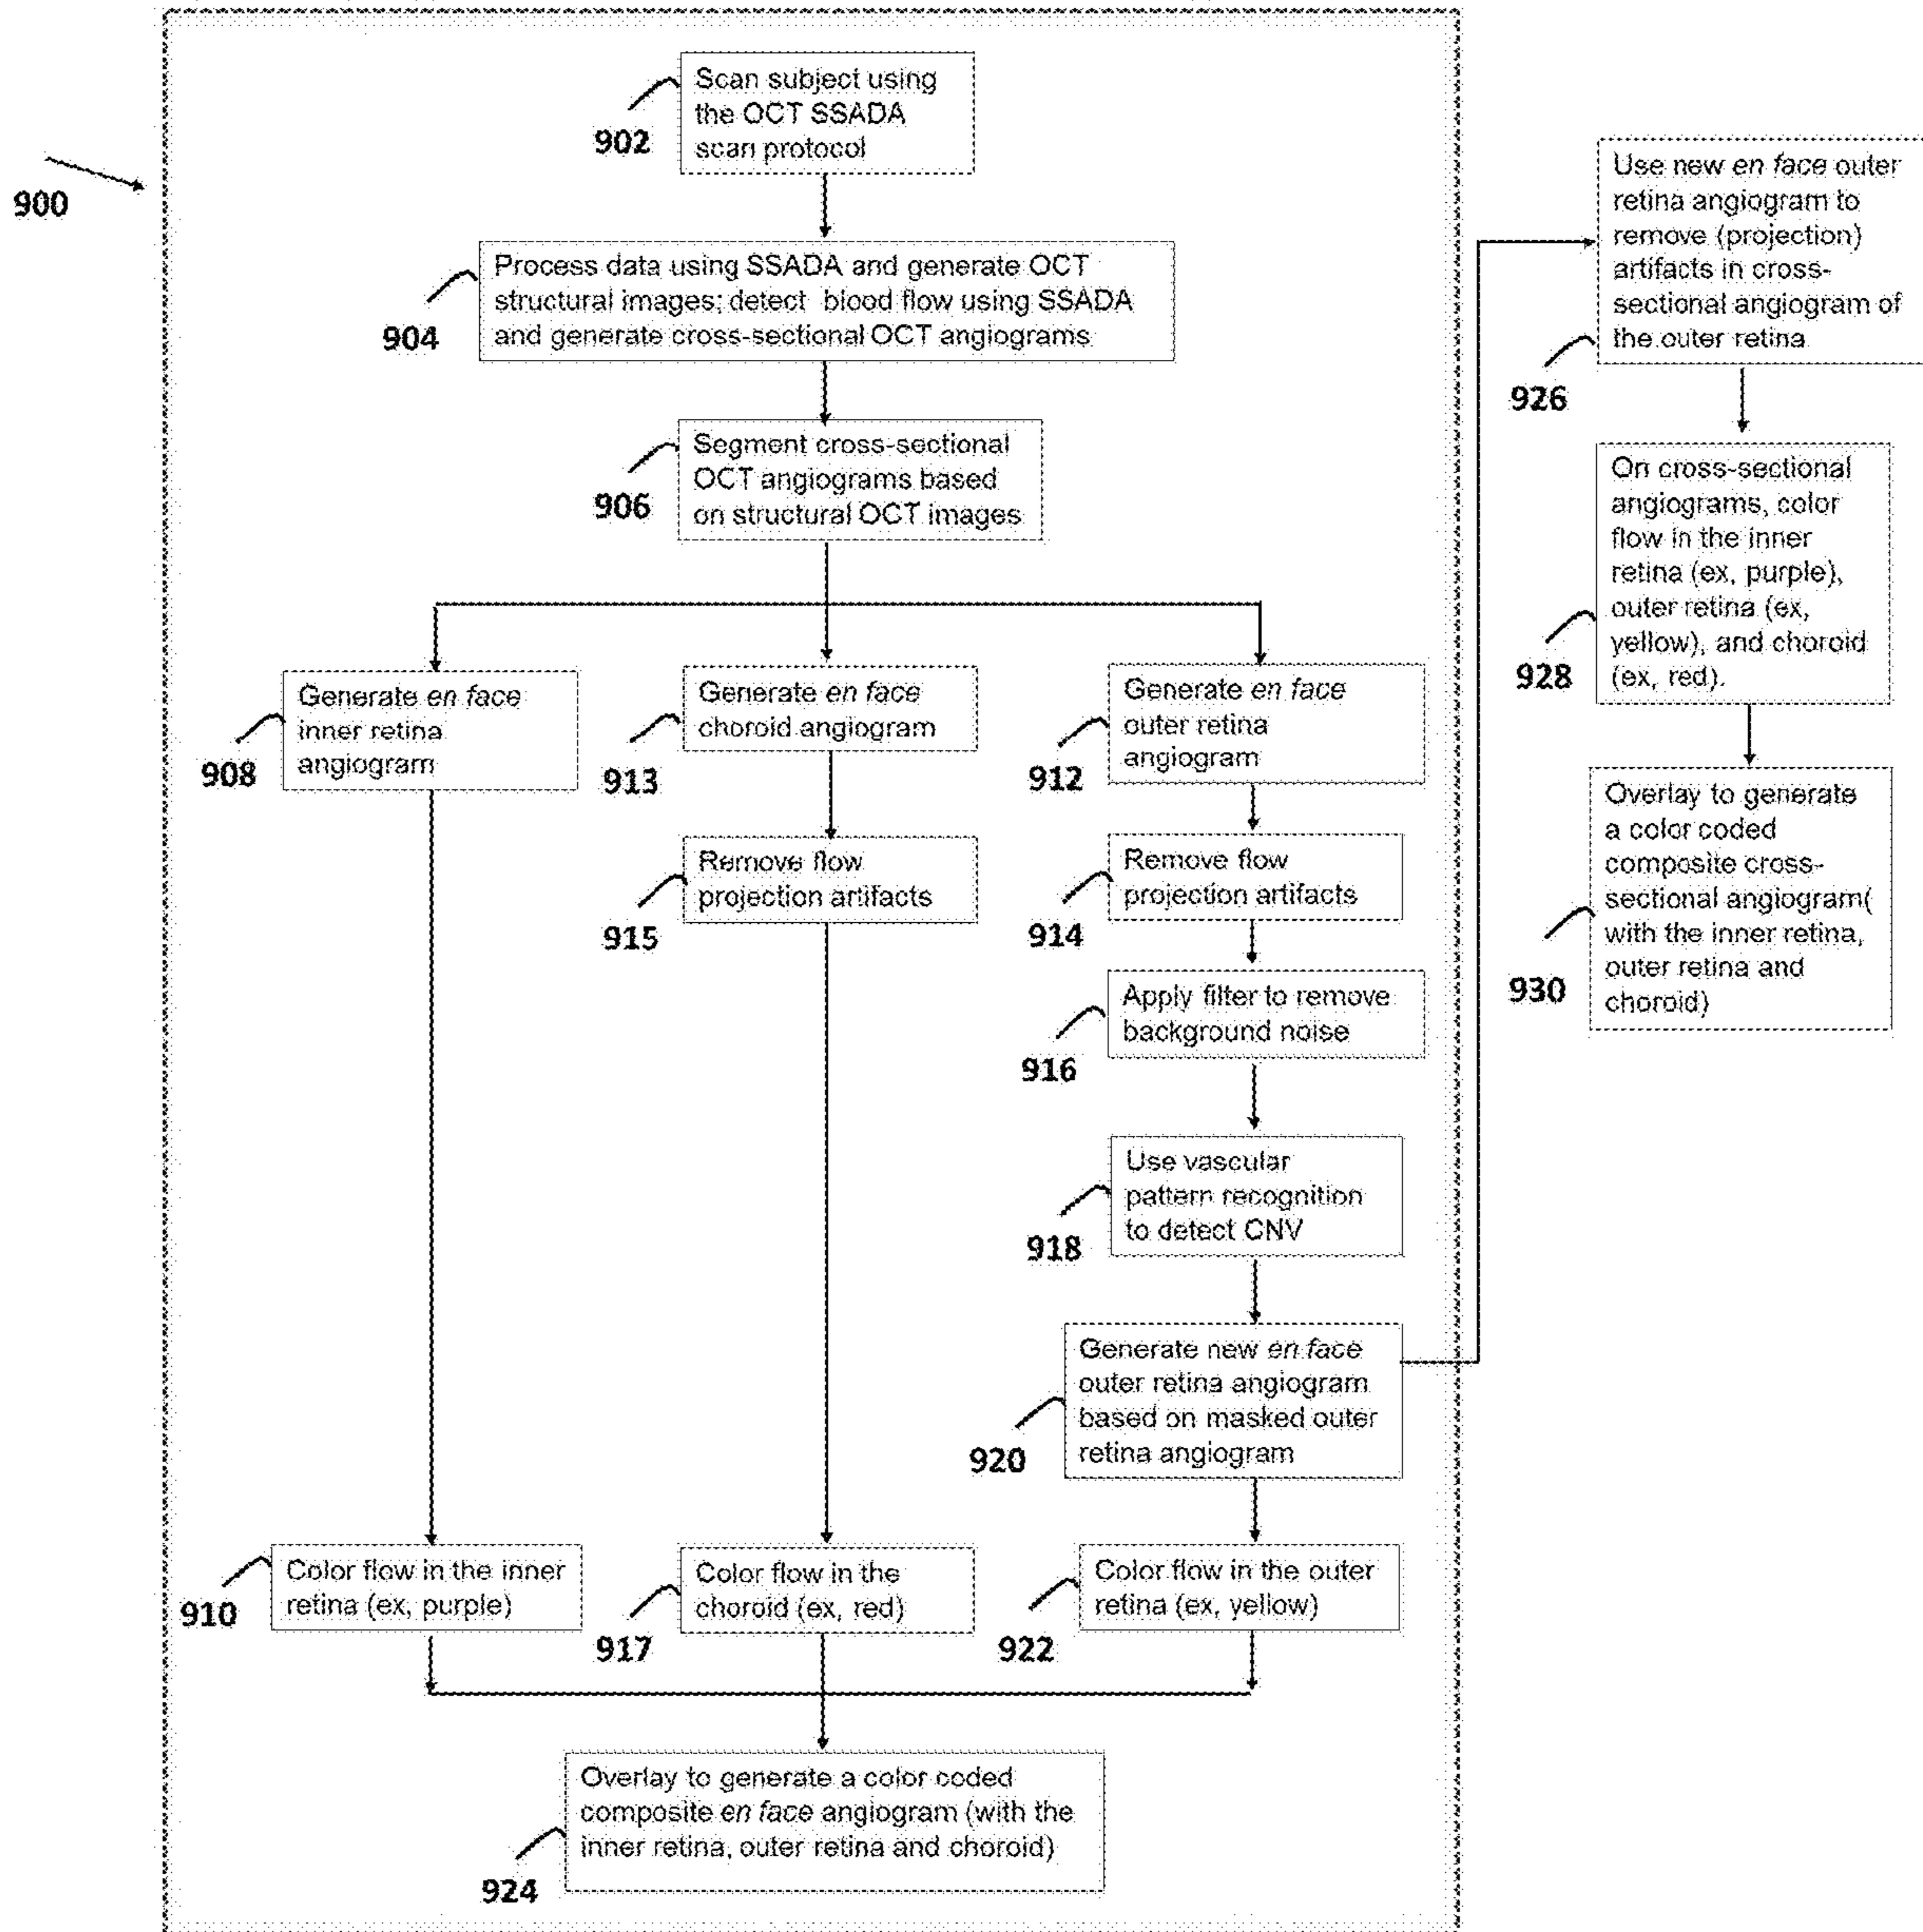 900
Scan subject using
the OCT SSADA
scan protocol
902
Process data using SSADA and generate OCT
structural images; detect blood flow using SSADA
and generate cross-sectional OCT angiograms
904
Segment cross-sectional
OCT angiograms based
on structural OCT images
906
Generate en face
inner retina
angiogram
908
Generate en face
choroid angiogram
913
Generate en face
outer retina
angiogram
912
Remove flow
projection artifacts
915
Remove flow
projection artifacts
914
Apply filter to remove
background noise
916
Use vascular
pattern recognition
to detect CNV
918
Generate new en face
outer retina angiogram
based on masked outer
retina angiogram
920
Color flow in the inner
retina (ex, purple)
910
Color flow in the
choroid (ex, red)
917
Color flow in the outer
retina (ex, yellow)
922
Overlay to generate a color coded
composite en face angiogram (with the
inner retina, outer retina and choroid)
924
Use new en face outer
retina angiogram to
remove (projection)
artifacts in cross-
sectional angiogram of
the outer retina
926
On cross-sectional
angiograms, color
flow in the inner
retina (ex, purple),
outer retina (ex,
yellow), and choroid
(ex, red).
928
Overlay to generate
a color coded
composite cross-
sectional angiogram(
with the inner retina,
outer retina and
choroid)
930